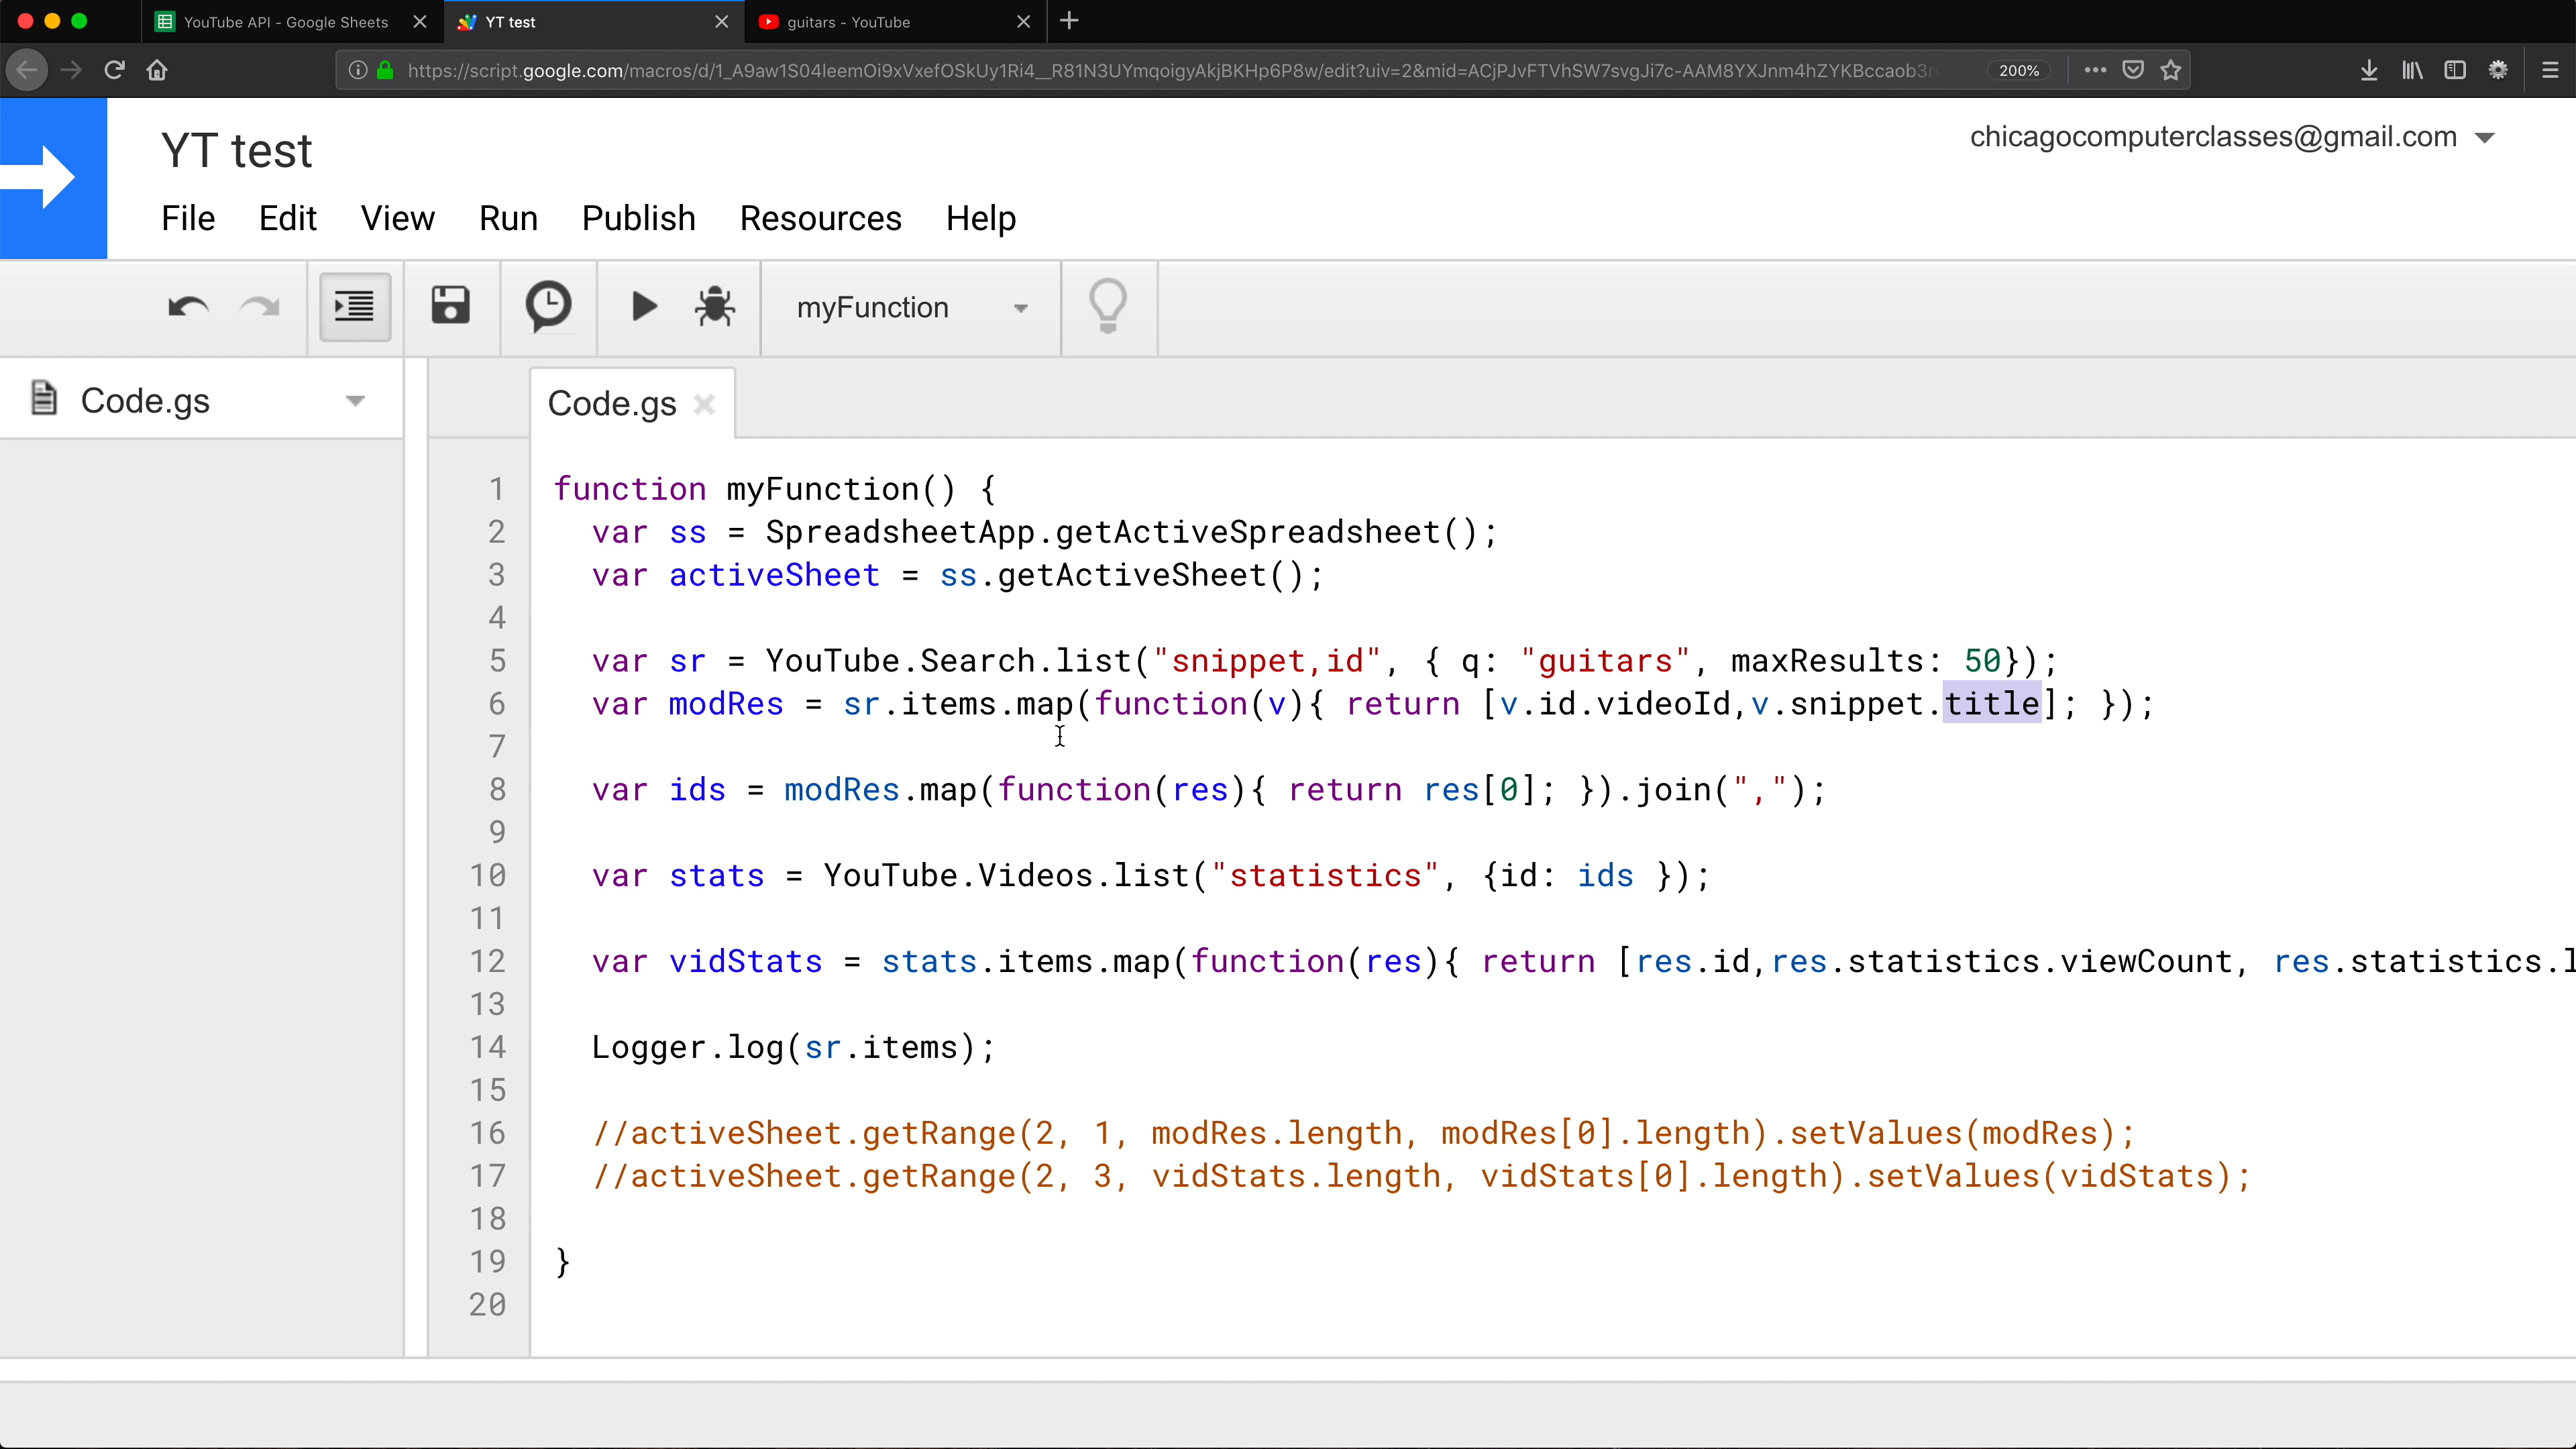 YouTube API - Google Sheets
YT test
guitars - YouTube
https://script.google.com/macros/d/1_A9aw1S04leemOi9xVxefOSkUy1Ri4__R81N3UYmqoigyAkjBKHp6P8w/edit?uiv=2&mid=ACjPJvFTVhSW7svgJi7c-AAM8YXJnm4hZYKBccaob3r
200%
YT test
chicagocomputerclasses@gmail.com
File Edit View Run Publish Resources Help
myFunction
Code.gs
Code.gs
1 function myFunction() {
2 var ss = SpreadsheetApp.getActiveSpreadsheet();
3 var activeSheet = ss.getActiveSheet();
4
5 var sr = YouTube.Search.list("snippet,id", { q: "guitars", maxResults: 50});
6 var modRes = sr.items.map(function(v){ return [v.id.videoId,v.snippet.title]; });
7
8 var ids = modRes.map(function(res){ return res[0]; }).join(",");
9
10 var stats = YouTube.Videos.list("statistics", {id: ids });
11
12 var vidStats = stats.items.map(function(res){ return [res.id,res.statistics.viewCount, res.statistics.l
13
14 Logger.log(sr.items);
15
16 //activeSheet.getRange(2, 1, modRes.length, modRes[0].length).setValues(modRes);
17 //activeSheet.getRange(2, 3, vidStats.length, vidStats[0].length).setValues(vidStats);
18
19 }
20